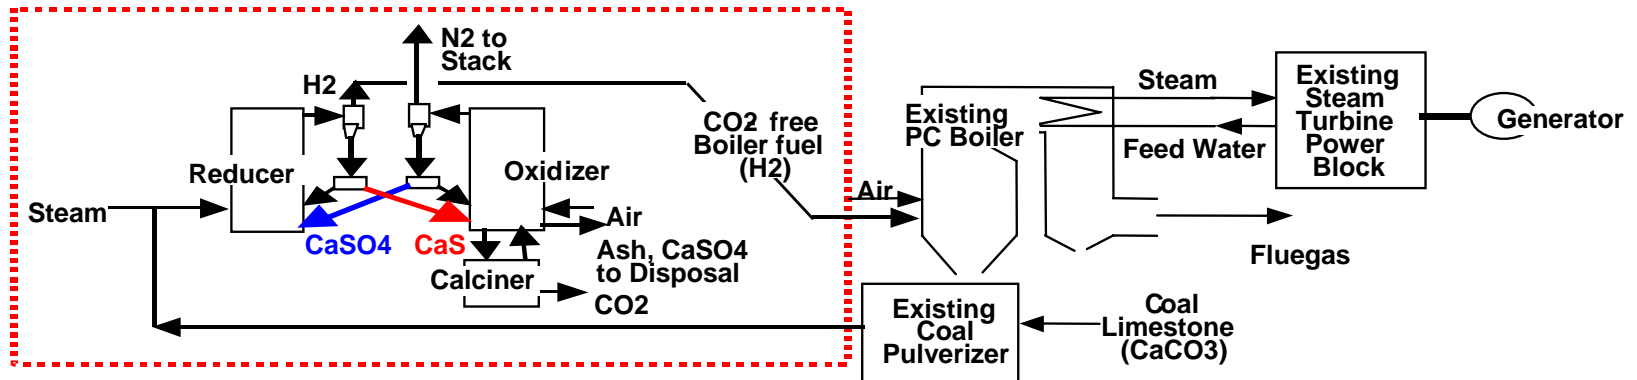 N2 to
Stack
H2
Reducer
Oxidizer
Steam
CaSO4
CaS
Air
Ash, CaSO4
to Disposal
Calciner
CO2
CO2 free
Boiler fuel
(H2)
Air
Existing
PC Boiler
Steam
Feed Water
Existing
Steam
Turbine
Power
Block
Generator
Fluegas
Existing
Coal
Pulverizer
Coal
Limestone
(CaCO3)